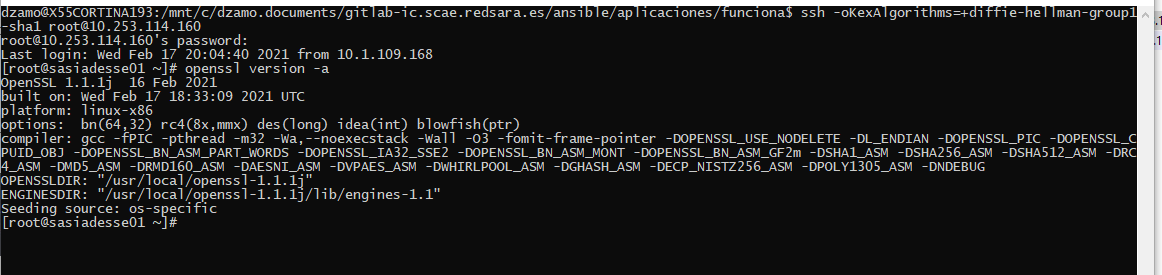 dzamo@X55CORTINA193:/mnt/c/dzamo.documents/gitlab-ic.scae.redsara.es/ansible/aplicaciones/funciona$ ssh -oKexAlgorithms=+diffie-hellman-group1
-sha1 root@10.253.114.160
root@10.253.114.160's password:
Last login: Wed Feb 17 20:04:40 2021 from 10.1.109.168
[root@sasiadesse01 ~]# openssl version -a
OpenSSL 1.1.1j  16 Feb 2021
built on: Wed Feb 17 18:33:09 2021 UTC
platform: linux-x86
options:  bn(64,32) rc4(8x,mmx) des(long) idea(int) blowfish(ptr)
compiler: gcc -fPIC -pthread -m32 -Wa,--noexecstack -Wall -O3 -fomit-frame-pointer -DOPENSSL_USE_NODELETE -DL_ENDIAN -DOPENSSL_PIC -DOPENSSL_C
PUID_OBJ -DOPENSSL_BN_ASM_PART_WORDS -DOPENSSL_IA32_SSE2 -DOPENSSL_BN_ASM_MONT -DOPENSSL_BN_ASM_GF2m -DSHA1_ASM -DSHA256_ASM -DSHA512_ASM -DRC
4_ASM -DMD5_ASM -DRMD160_ASM -DAESNI_ASM -DVPAES_ASM -DWHIRLPOOL_ASM -DGHASH_ASM -DECP_NISTZ256_ASM -DPOLY1305_ASM -DNDEBUG
OPENSSLDIR: "/usr/local/openssl-1.1.1j"
ENGINESDIR: "/usr/local/openssl-1.1.1j/lib/engines-1.1"
Seeding source: os-specific
[root@sasiadesse01 ~]#